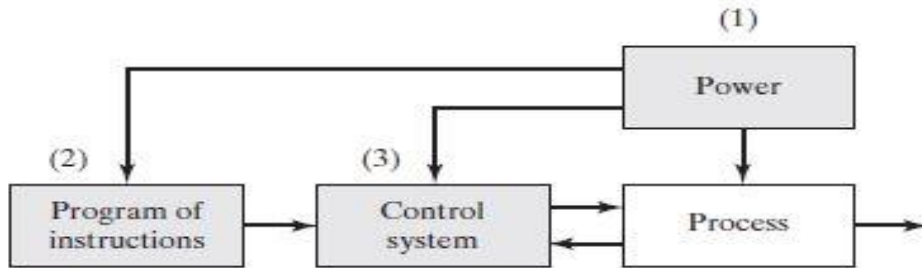 (1)
Power
(2)
(3)
Program of
instructions
Control
system
Process